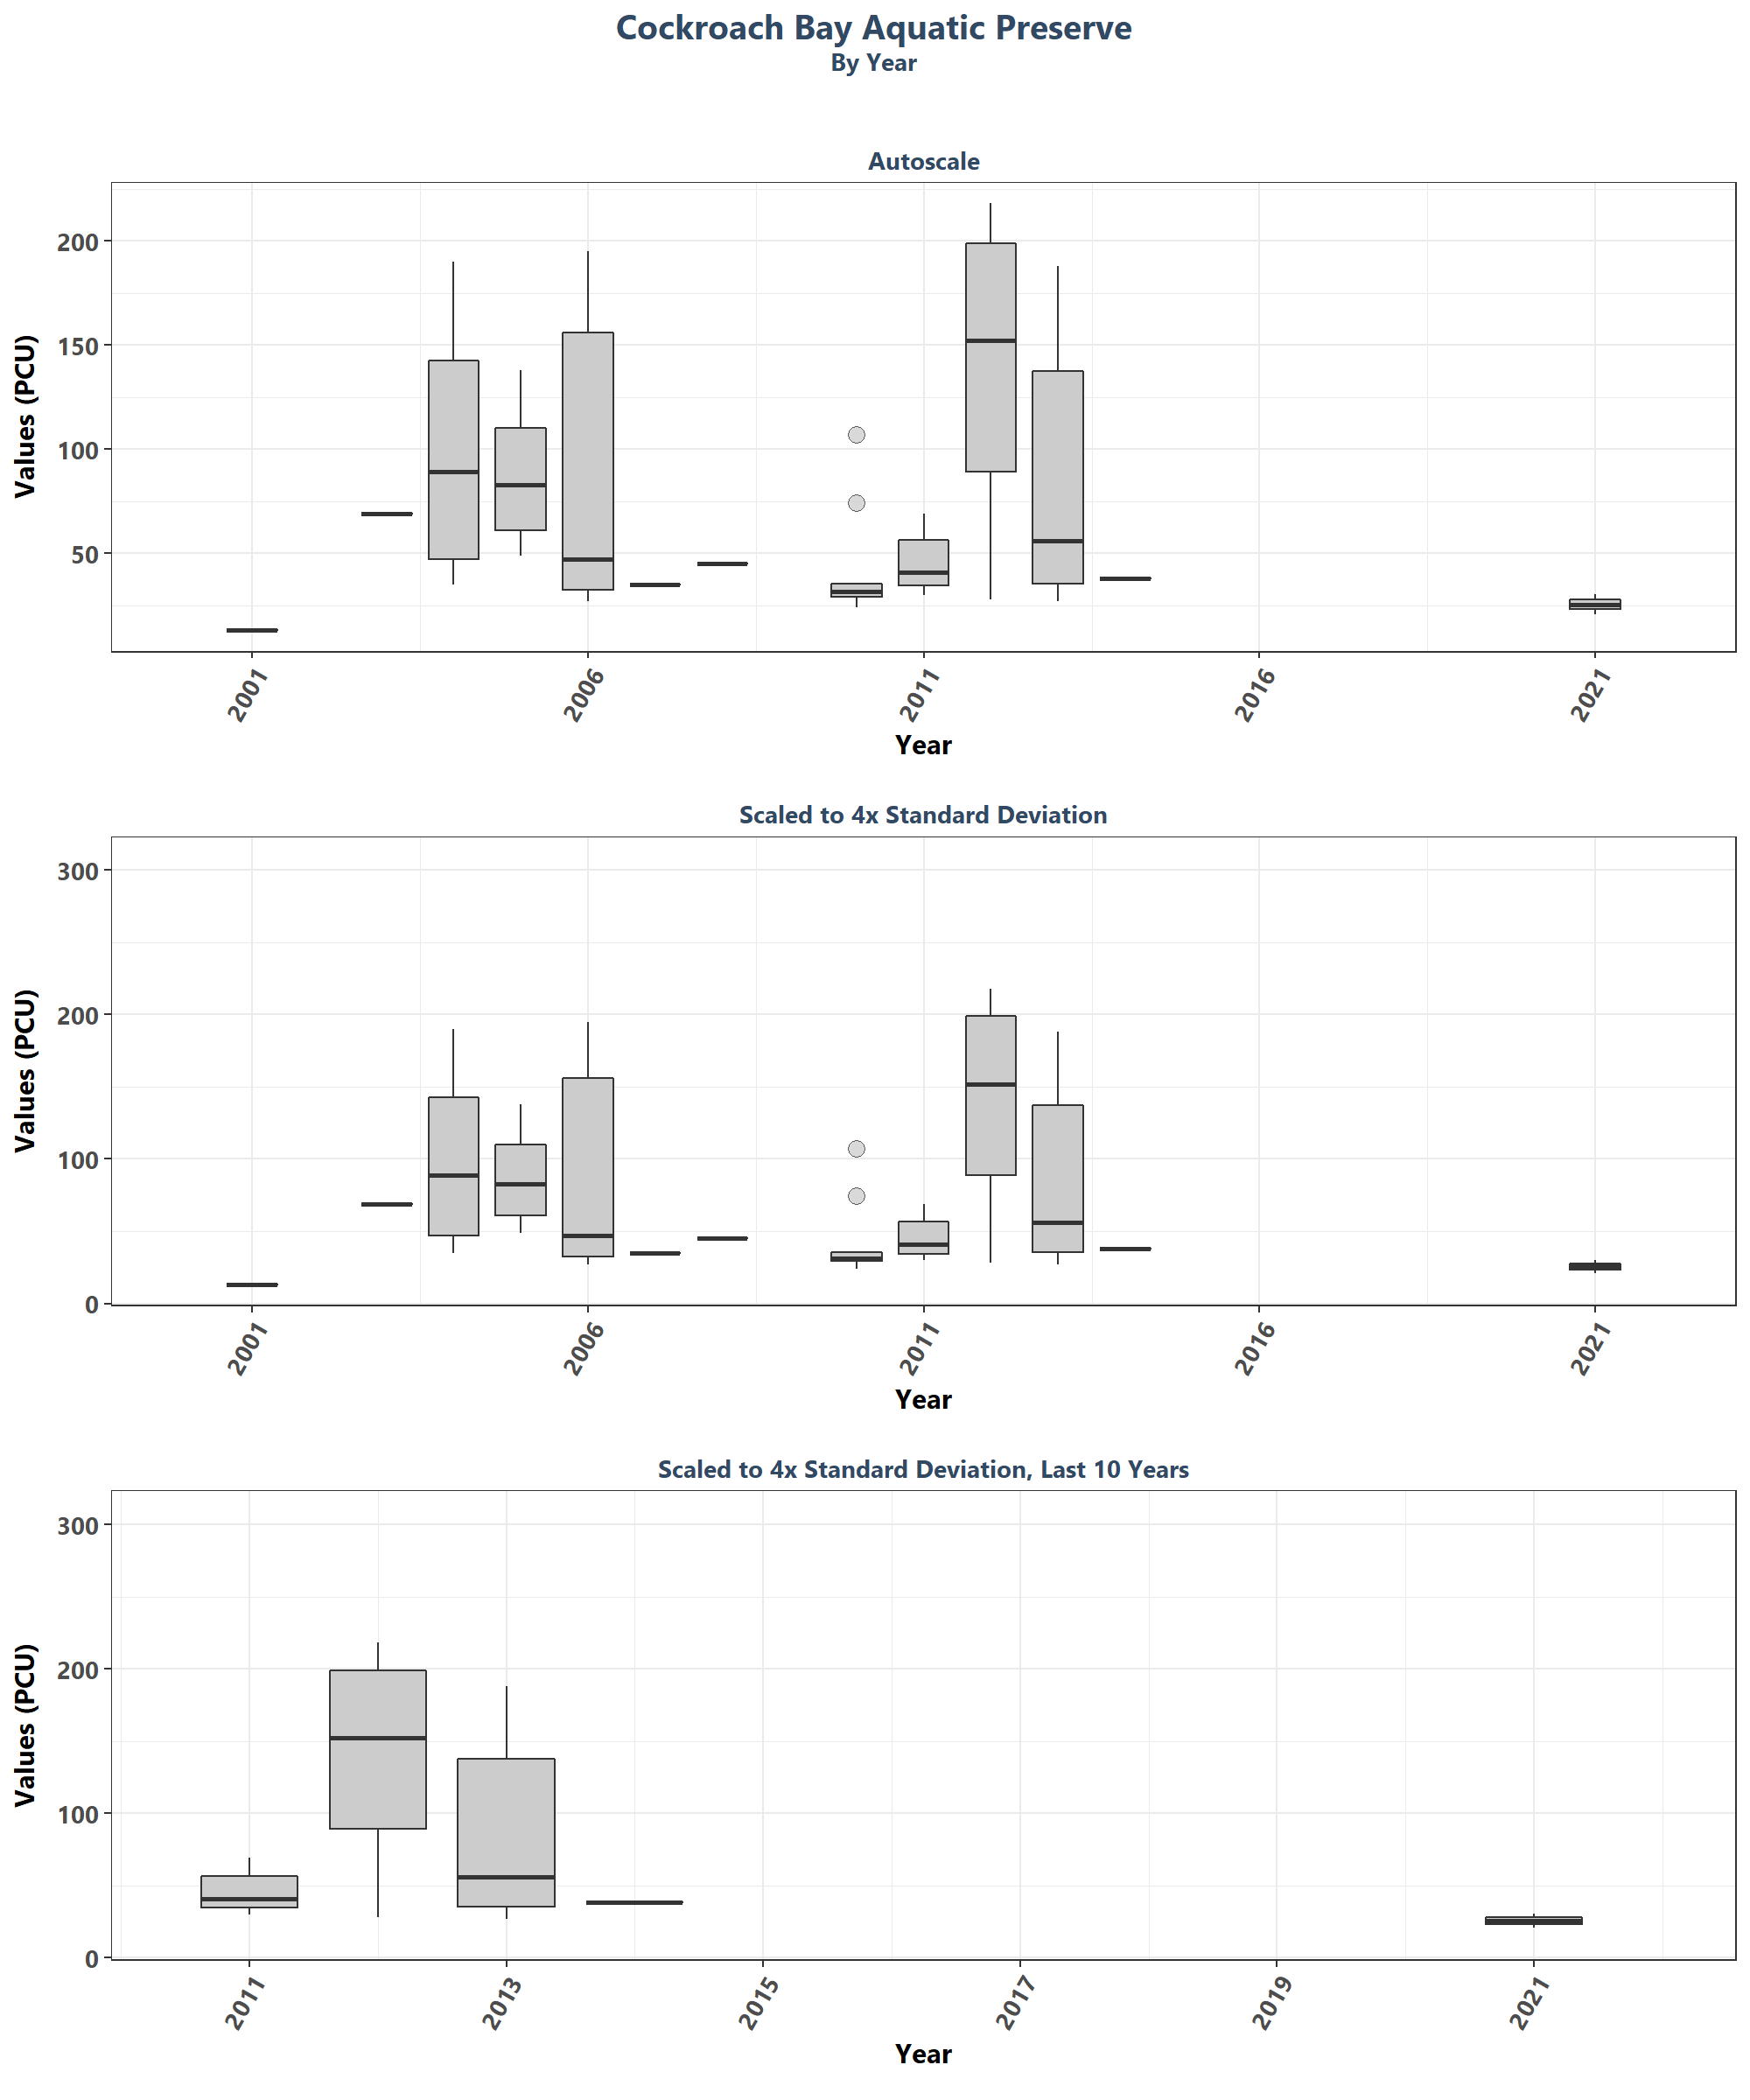 Cockroach Bay Aquatic Preserve
By Year
Autoscale
Values (PCU)
200
150
100
50
2001 2006 2011 2016 2021
Year
Scaled to 4x Standard Deviation
Values (PCU)
300
200
100
0
2001 2006 2011 2016 2021
Year
Scaled to 4x Standard Deviation, Last 10 Years
Values (PCU)
300
200
100
0
2011 2013 2015 2017 2019 2021
Year